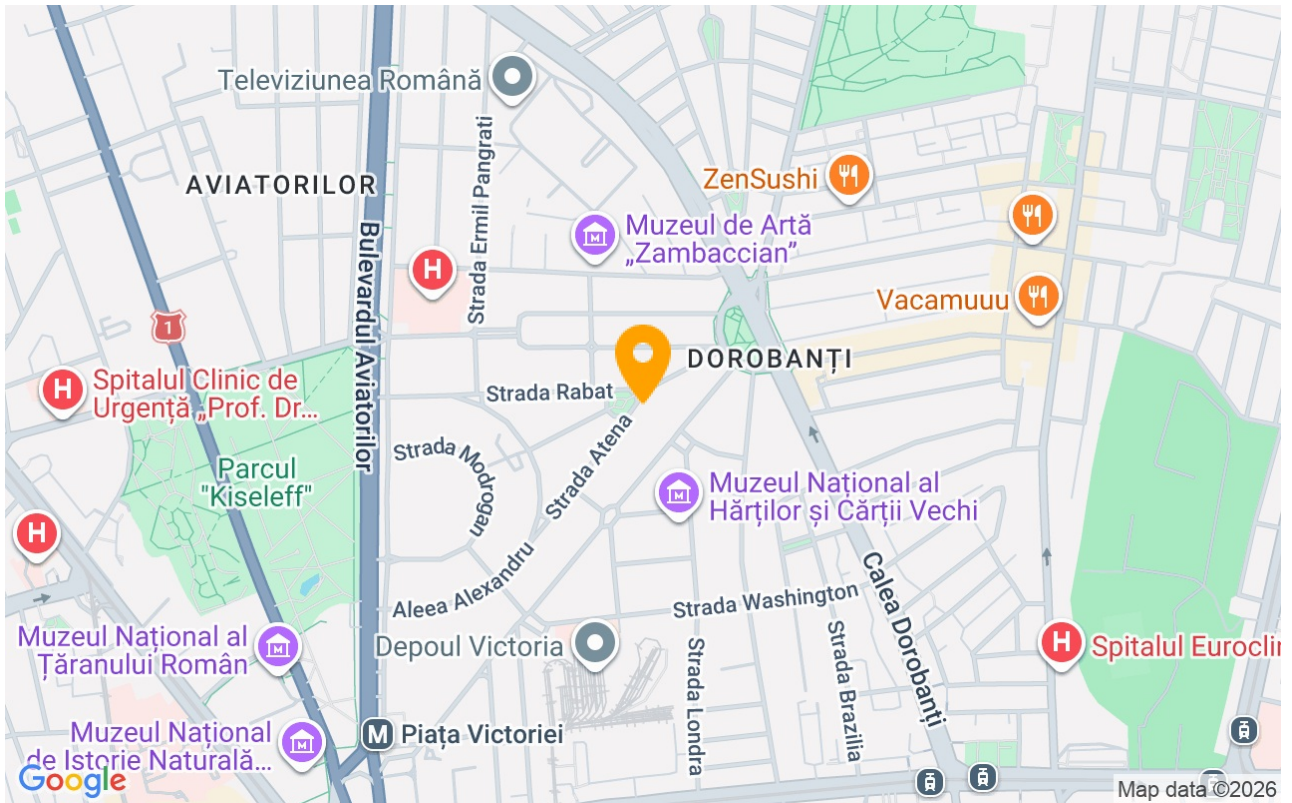 Televiziunea Română
AVIATORILOR
Strada Ermil Pangrati
ZenSushi
Muzeul de Artă
„Zambaccian”
Bulevardul Aviatorilor
H
1
Vacamuuu
DOROBANȚI
H
Spitalul Clinic de
Urgență „Prof. Dr...
Strada Rabat
Strada Atena
Strada Modrogan
Parcul
"Kiseleff"
Muzeul Național al
Hărților și Cărții Vechi
H
Aleea Alexandru
Strada Washington
Calea Dorobanți
Muzeul Național al
Țăranului Român
Depoul Victoria
Strada Londra
Strada Brazilia
H
Spitalul Euroclin
Muzeul Național
de Istorie Naturală...
M
Piața Victoriei
Google
Map data ©2026